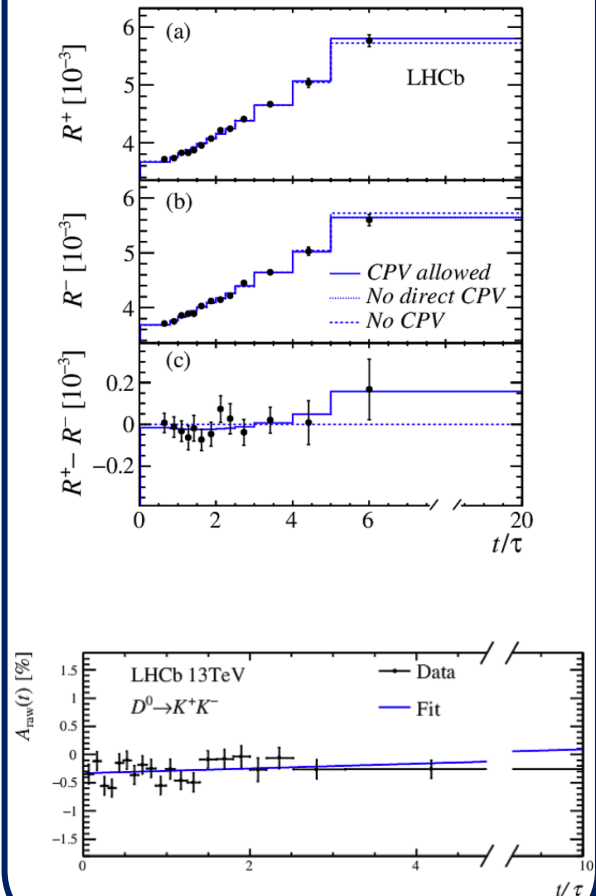 (a)
LHCb
R⁺ [10⁻³]
6
5
4
(b)
R⁻ [10⁻³]
6
4
CPV allowed
No direct CPV
No CPV
(c)
R⁺− R⁻ [10⁻³]
0.2
0
−0.2
0 2 4 6 20
t/τ
A_raw(t) [%]
LHCb 13TeV
D⁰→K⁺K⁻
Data
Fit
1.5
1
0.5
0
−0.5
−1
−1.5
0 2 4 10
t/τ